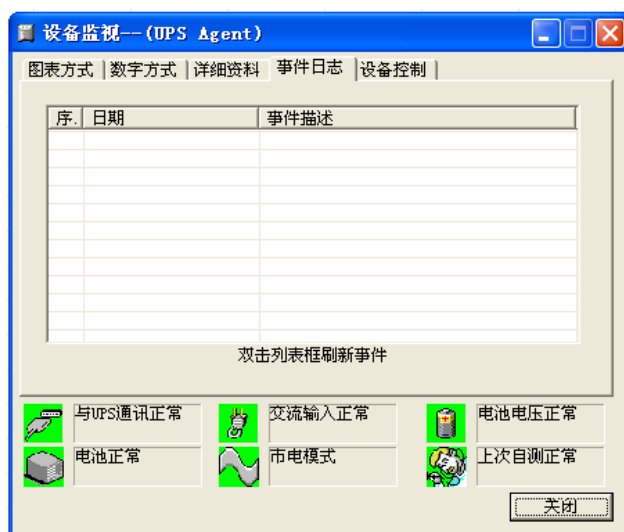 设备监视--(UPS Agent)
图表方式 数字方式 详细资料 事件日志 设备控制
序. 日期 事件描述
双击列表框刷新事件
与UPS通讯正常 交流输入正常 电池电压正常
电池正常 市电模式 上次自测正常
关闭